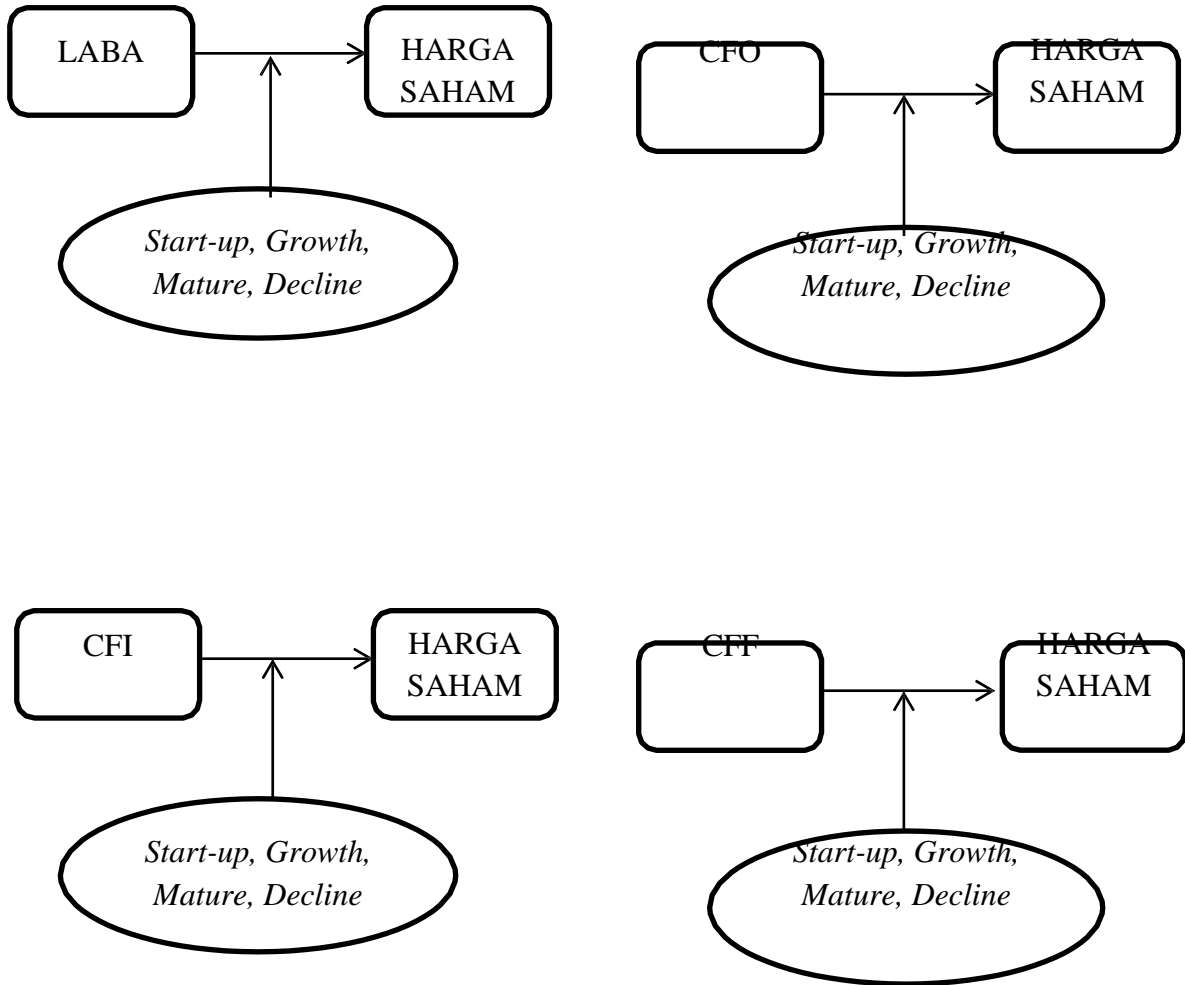 LABA
HARGA
SAHAM
Start-up, Growth,
Mature, Decline
CFO
HARGA
SAHAM
Start-up, Growth,
Mature, Decline
CFI
HARGA
SAHAM
Start-up, Growth,
Mature, Decline
CFF
HARGA
SAHAM
Start-up, Growth,
Mature, Decline